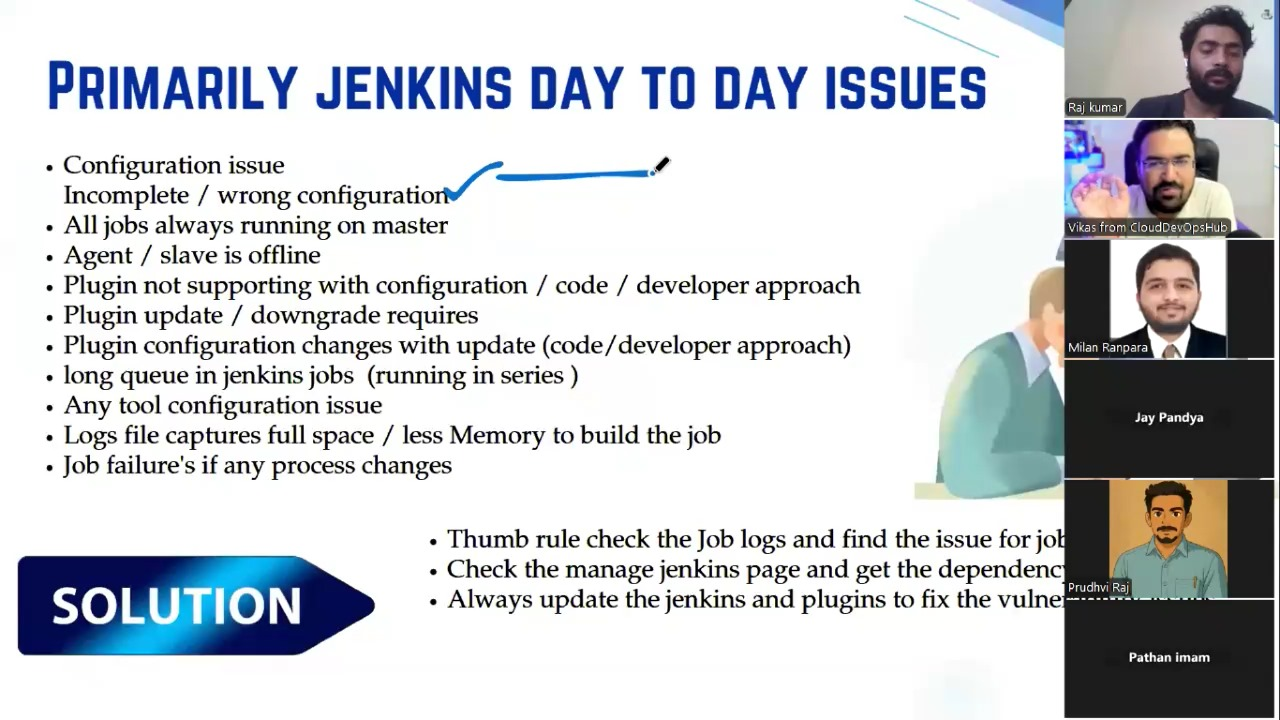 PRIMARILY JENKINS DAY TO DAY ISSUES
• Configuration issue
Incomplete / wrong configuration
• All jobs always running on master
• Agent / slave is offline
• Plugin not supporting with configuration / code / developer approach
• Plugin update / downgrade requires
• Plugin configuration changes with update (code/developer approach)
• long queue in jenkins jobs (running in series )
• Any tool configuration issue
• Logs file captures full space / less Memory to build the job
• Job failure's if any process changes
SOLUTION
• Thumb rule check the Job logs and find the issue for job
• Check the manage jenkins page and get the dependency
• Always update the jenkins and plugins to fix the
Raj kumar
Vikas from CloudDevOpsHub
Milan Ranpara
Jay Pandya
Prudhvi Raj
Pathan imam